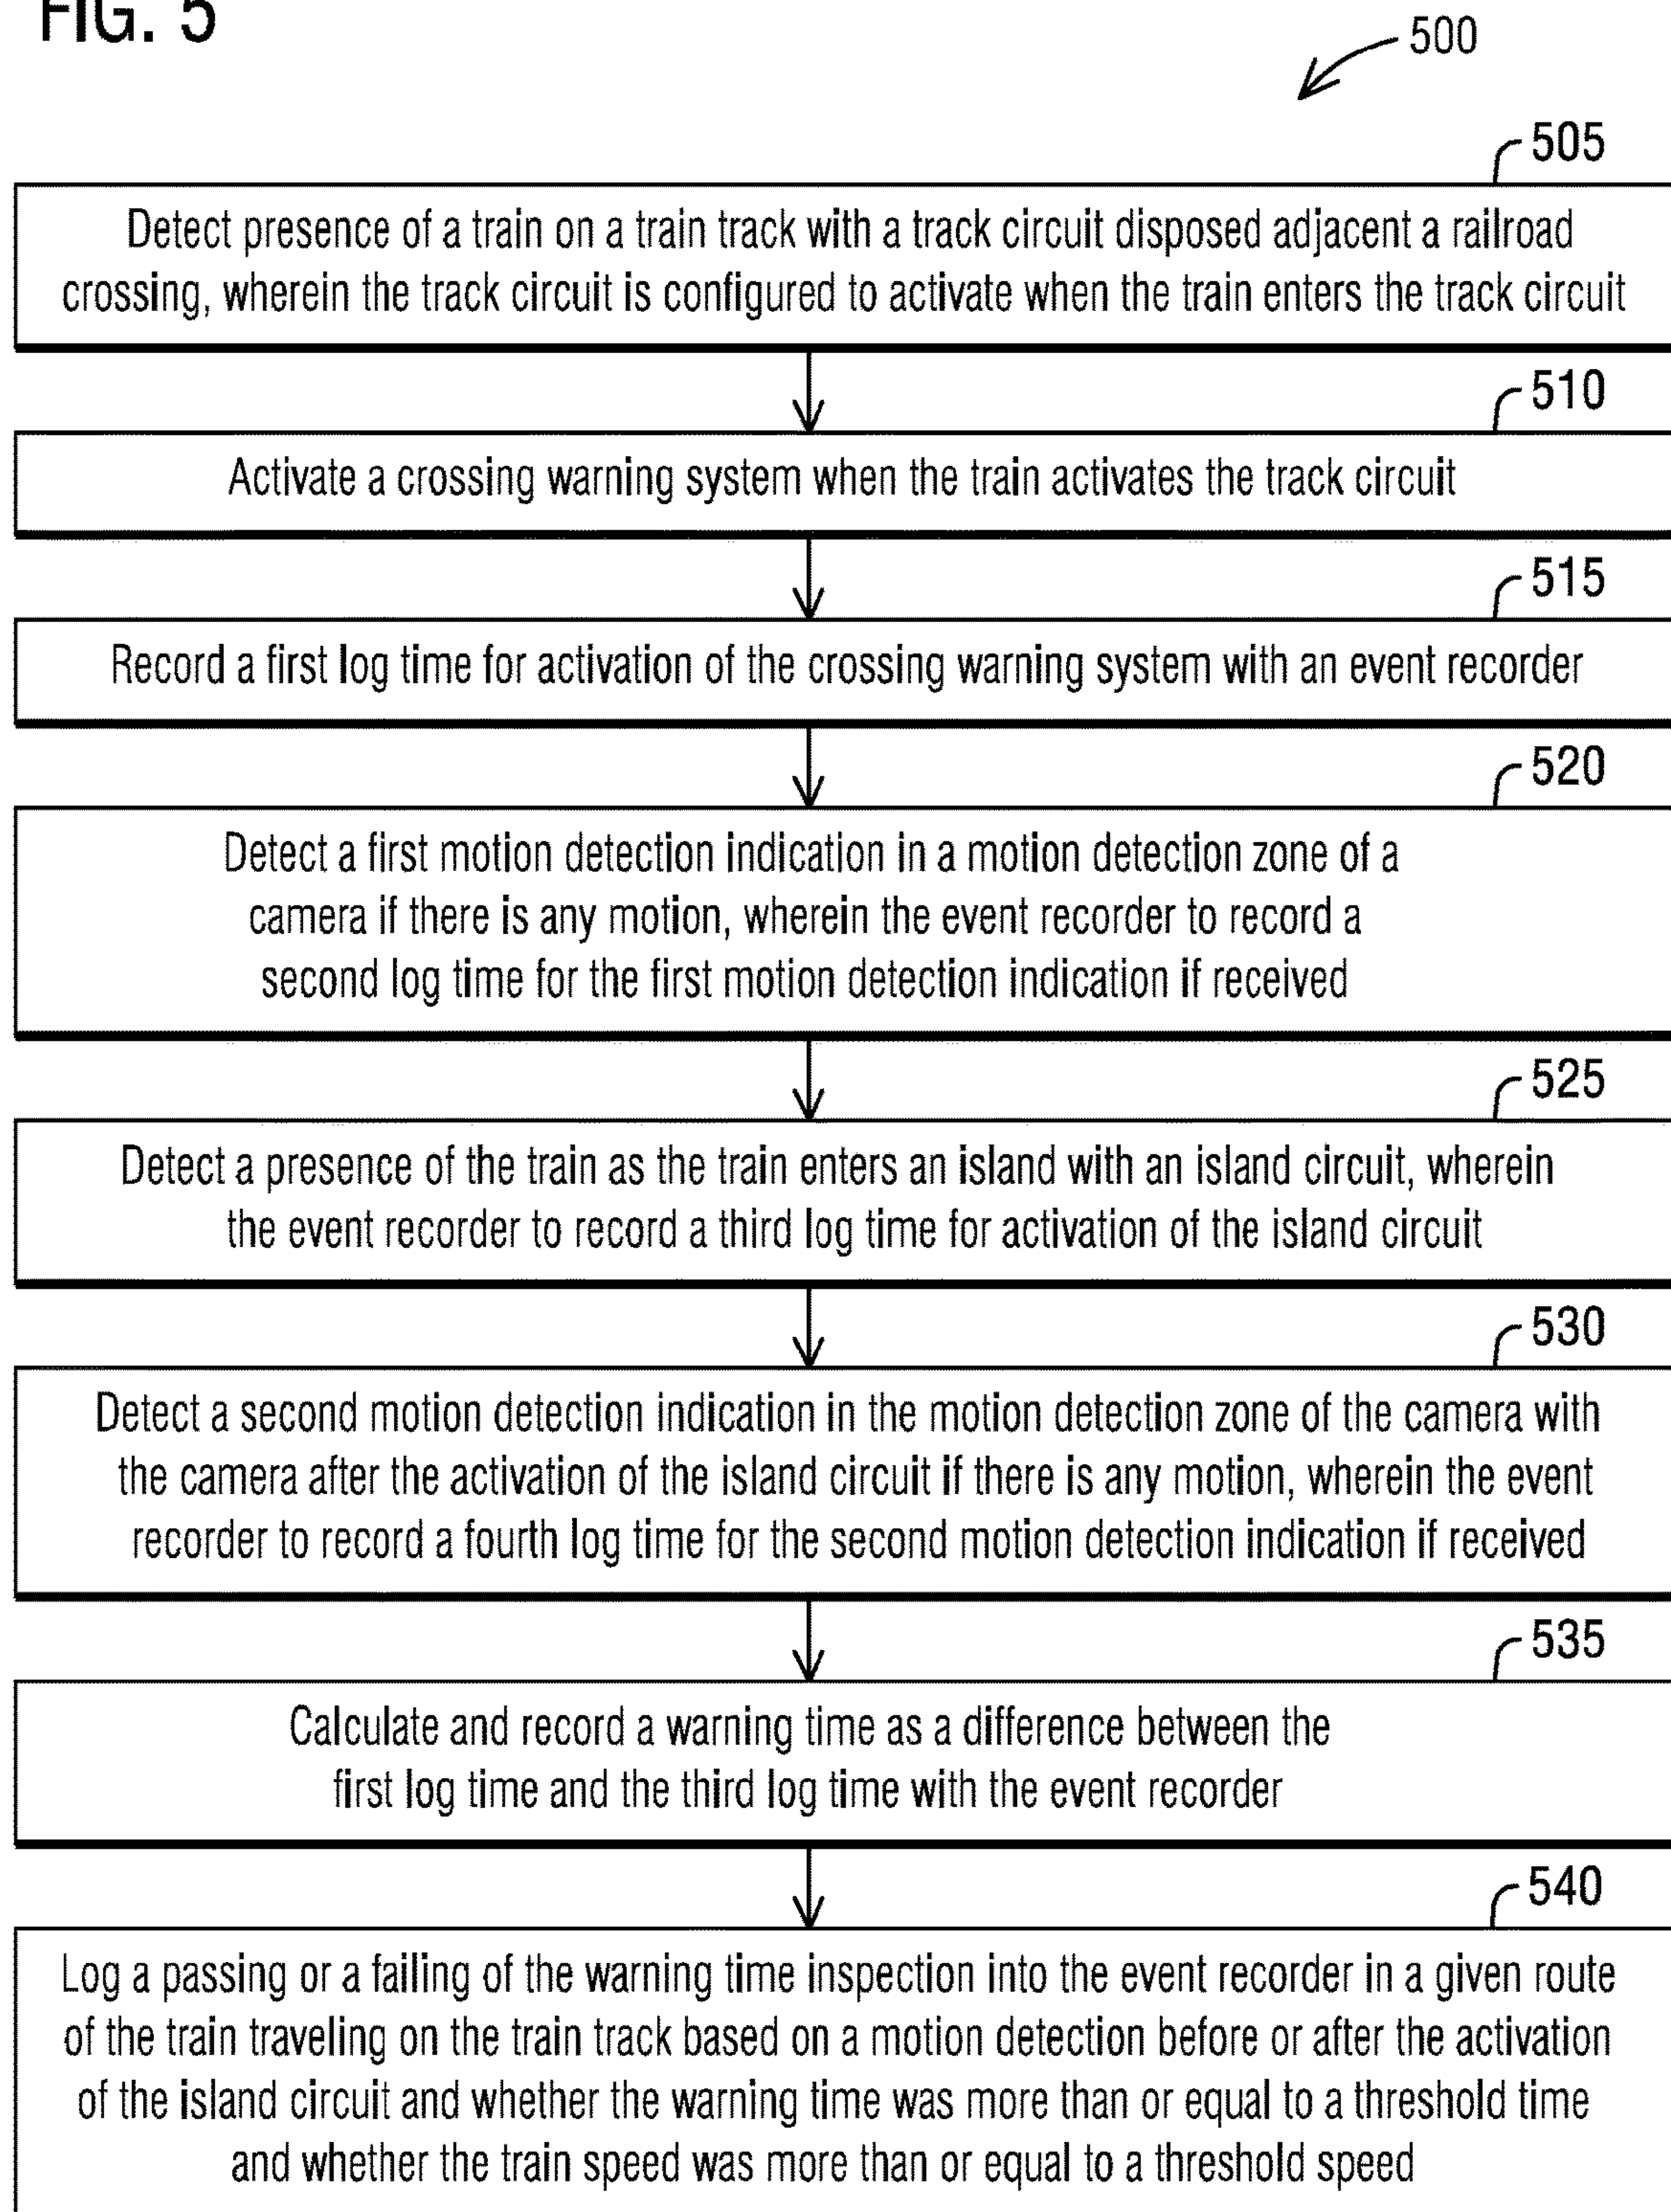 FIG. 5
500
505
Detect presence of a train on a train track with a track circuit disposed adjacent a railroad
crossing, wherein the track circuit is configured to activate when the train enters the track circuit
510
Activate a crossing warning system when the train activates the track circuit
515
Record a first log time for activation of the crossing warning system with an event recorder
520
Detect a first motion detection indication in a motion detection zone of a
camera if there is any motion, wherein the event recorder to record a
second log time for the first motion detection indication if received
525
Detect a presence of the train as the train enters an island with an island circuit, wherein
the event recorder to record a third log time for activation of the island circuit
530
Detect a second motion detection indication in the motion detection zone of the camera with
the camera after the activation of the island circuit if there is any motion, wherein the event
recorder to record a fourth log time for the second motion detection indication if received
535
Calculate and record a warning time as a difference between the
first log time and the third log time with the event recorder
540
Log a passing or a failing of the warning time inspection into the event recorder in a given route
of the train traveling on the train track based on a motion detection before or after the activation
of the island circuit and whether the warning time was more than or equal to a threshold time
and whether the train speed was more than or equal to a threshold speed